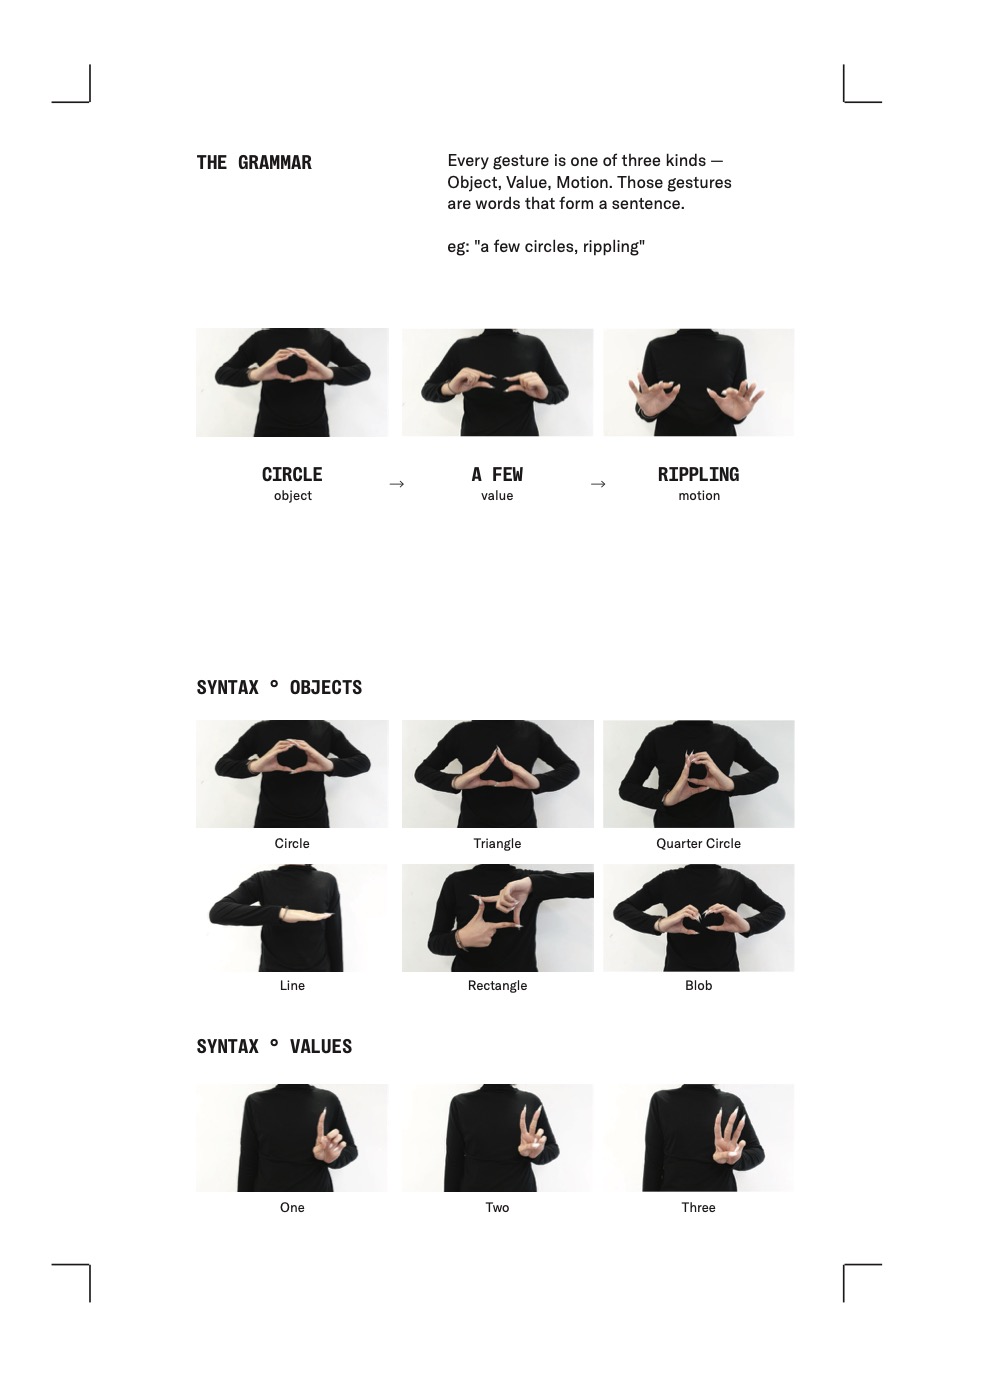 THE GRAMMAR
Every gesture is one of three kinds —
Object, Value, Motion. Those gestures
are words that form a sentence.
eg: "a few circles, rippling"
CIRCLE
object
→
A FEW
value
→
RIPPLING
motion
SYNTAX ° OBJECTS
Circle
Triangle
Quarter Circle
Line
Rectangle
Blob
SYNTAX ° VALUES
One
Two
Three